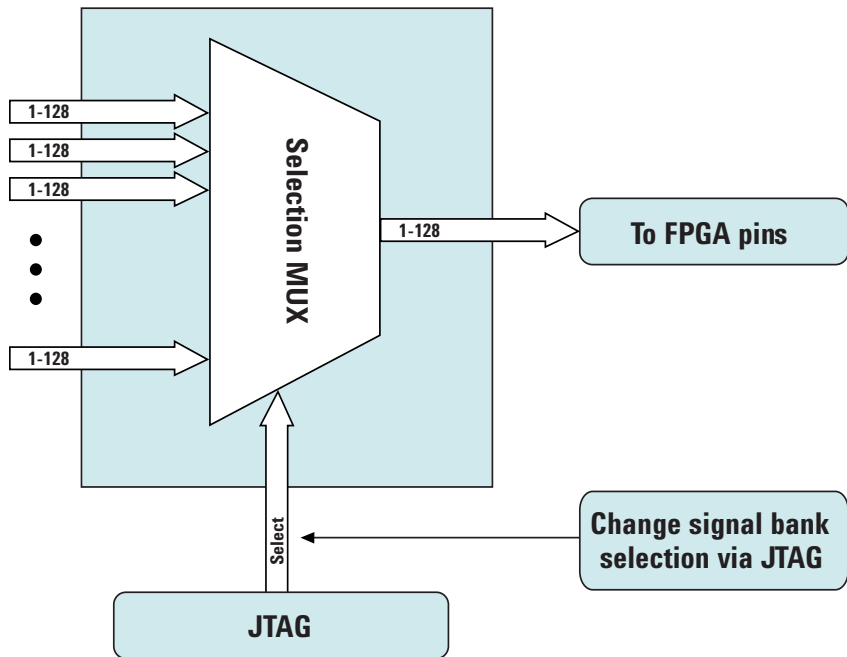 1-128
1-128
1-128
1-128
Selection MUX
1-128
To FPGA pins
Select
Change signal bank
selection via JTAG
JTAG